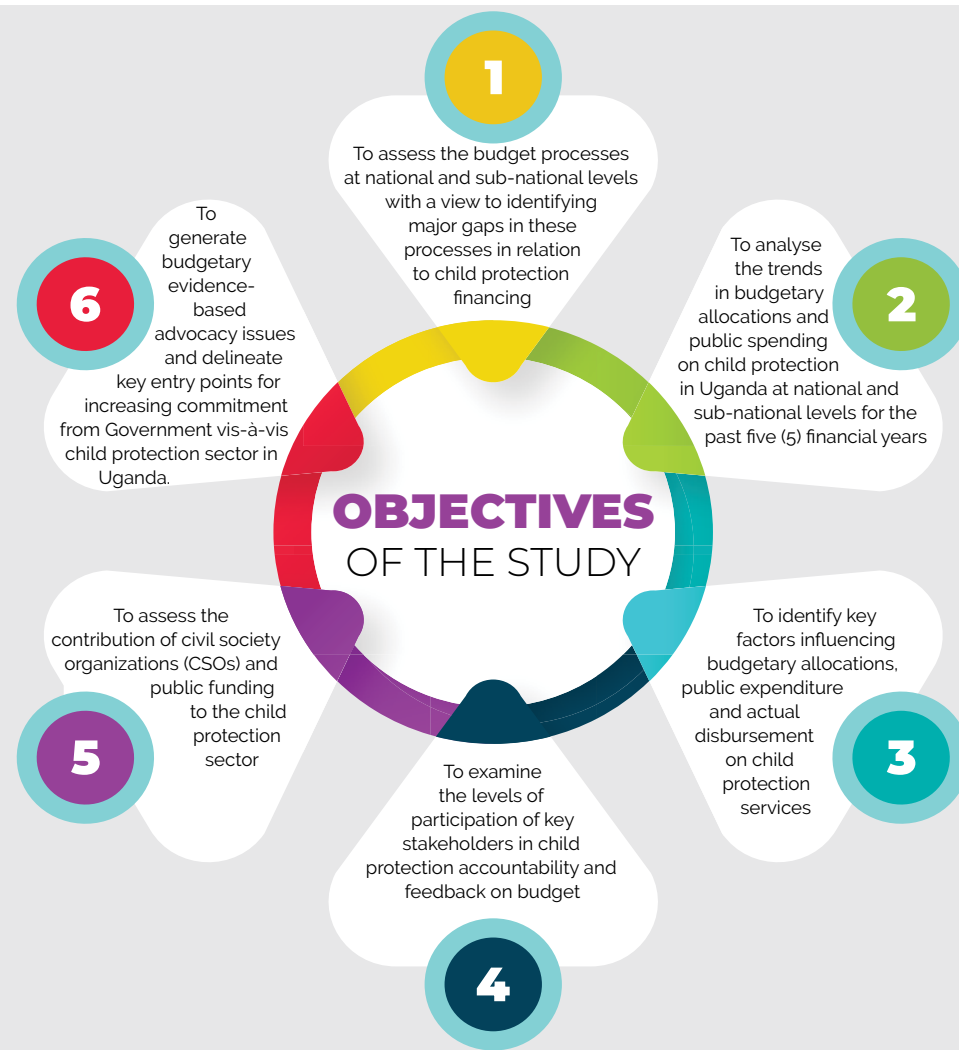 1
To assess the budget processes
at national and sub-national levels
with a view to identifying
major gaps in these
processes in relation
to child protection
financing
2
To analyse
the trends
in budgetary
allocations and
public spending
on child protection
in Uganda at national and
sub-national levels for the
past five (5) financial years
3
To identify key
factors influencing
budgetary allocations,
public expenditure
and actual
disbursement
on child
protection
services
4
To examine
the levels of
participation of key
stakeholders in child
protection accountability and
feedback on budget
5
To assess the
contribution of civil society
organizations (CSOs) and
public funding
to the child
protection
sector
6
To
generate
budgetary
evidence-
based
advocacy issues
and delineate
key entry points for
increasing commitment
from Government vis-à-vis
child protection sector in
Uganda.
OBJECTIVES
OF THE STUDY